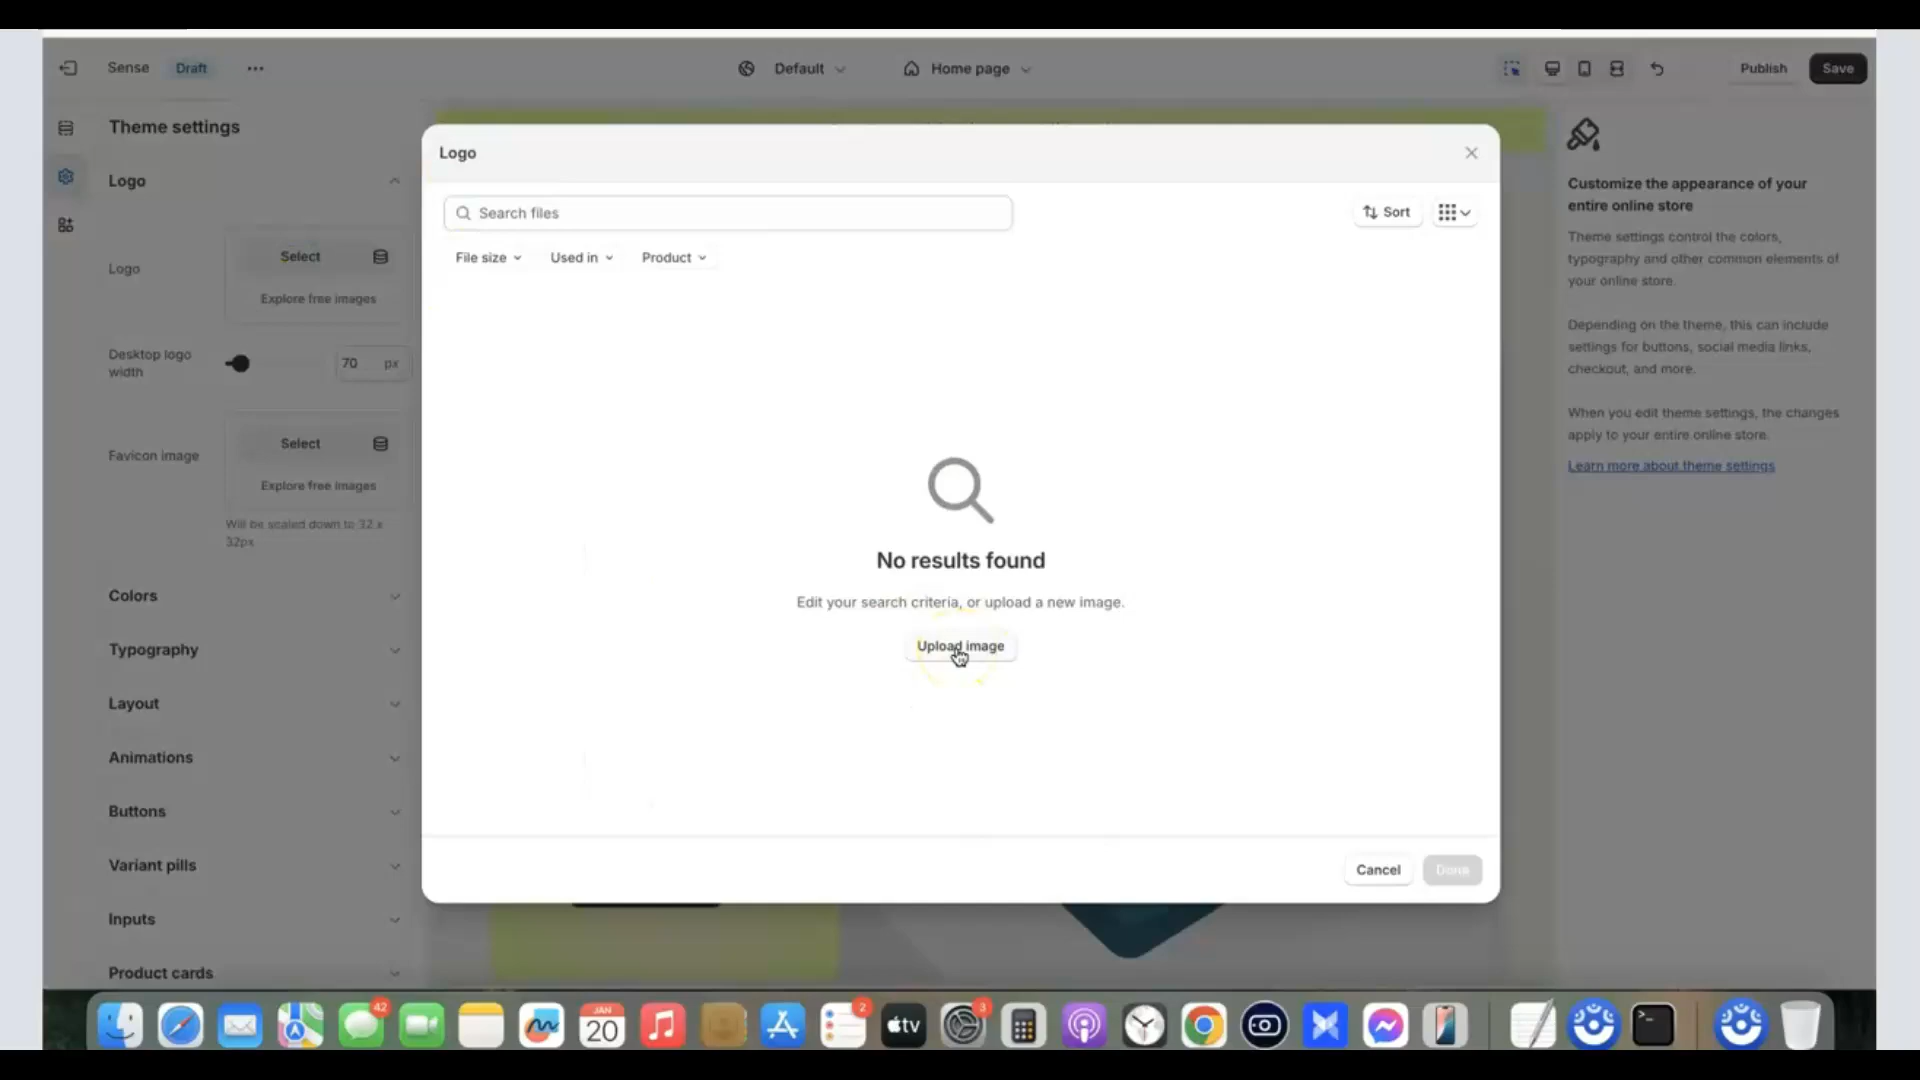 Sense
Draft
Default
Home page
Publish
Save
Theme settings
Logo
Logo
Select
Explore free images
Desktop logo
width
70 px
Favicon image
Select
Explore free images
Will be scaled down to 32 x
32px
Colors
Typography
Layout
Animations
Buttons
Variant pills
Inputs
Product cards
Logo
Search files
Sort
File size
Used in
Product
No results found
Edit your search criteria, or upload a new image.
Upload image
Cancel
Done
Customize the appearance of your
entire online store
Theme settings control the colors,
typography and other common elements of
your online store.
Depending on the theme, this can include
settings for buttons, social media links,
checkout, and more.
When you edit theme settings, the changes
apply to your entire online store.
Learn more about theme settings
42
JAN
20
2
tv
3